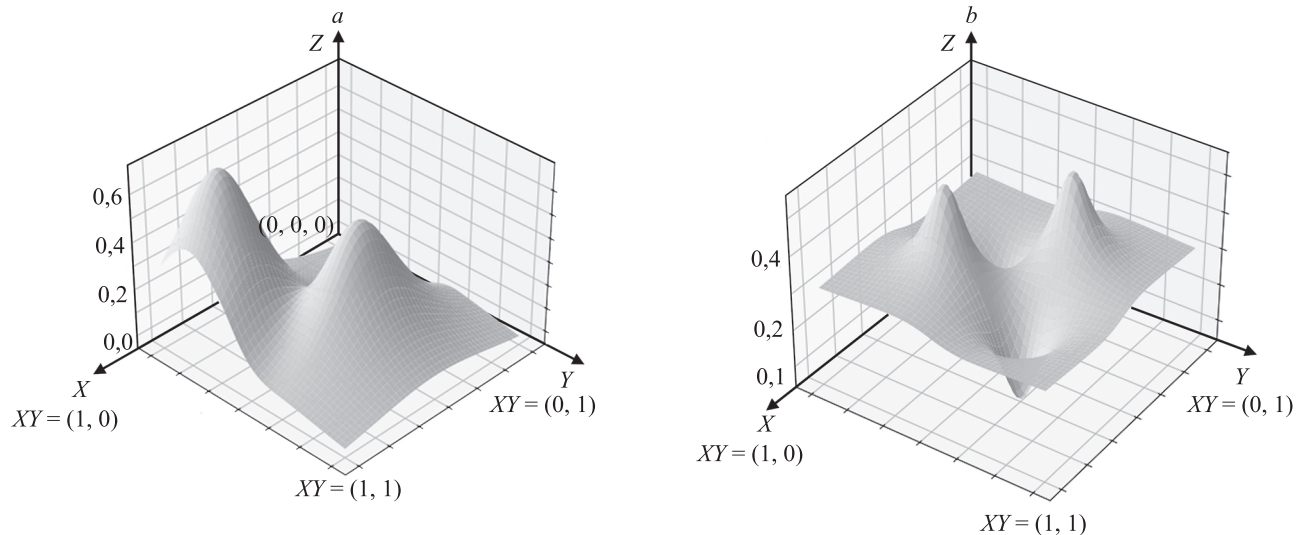 a
Z
0,6
0,4
0,2
0,0
(0, 0, 0)
X
XY = (1, 0)
Y
XY = (0, 1)
XY = (1, 1)
b
Z
0,4
0,2
0,1
X
XY = (1, 0)
Y
XY = (0, 1)
XY = (1, 1)